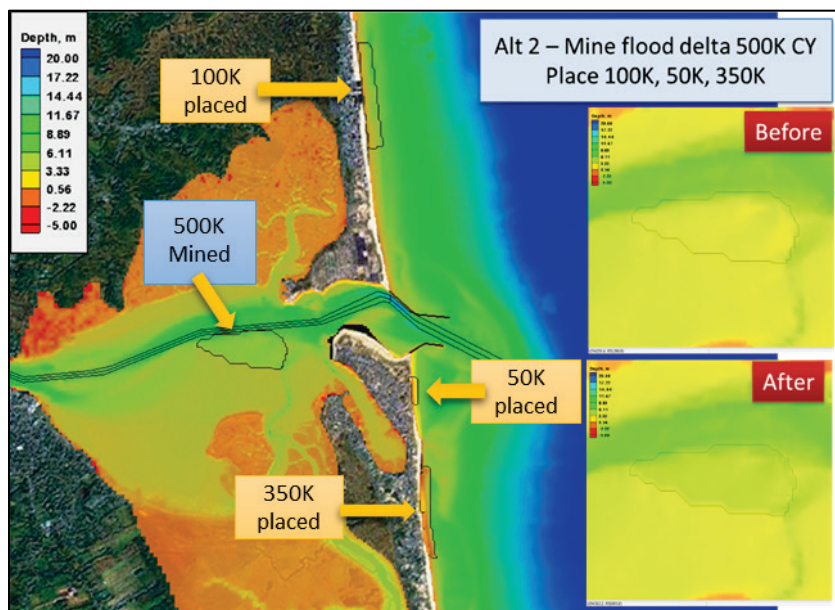 Depth, m
20.00
17.22
14.44
11.67
8.89
6.11
3.33
0.56
-2.22
-5.00
100K
placed
Alt 2 – Mine flood delta 500K CY
Place 100K, 50K, 350K
Depth, m
Before
500K
Mined
50K
placed
Depth, m
After
350K
placed